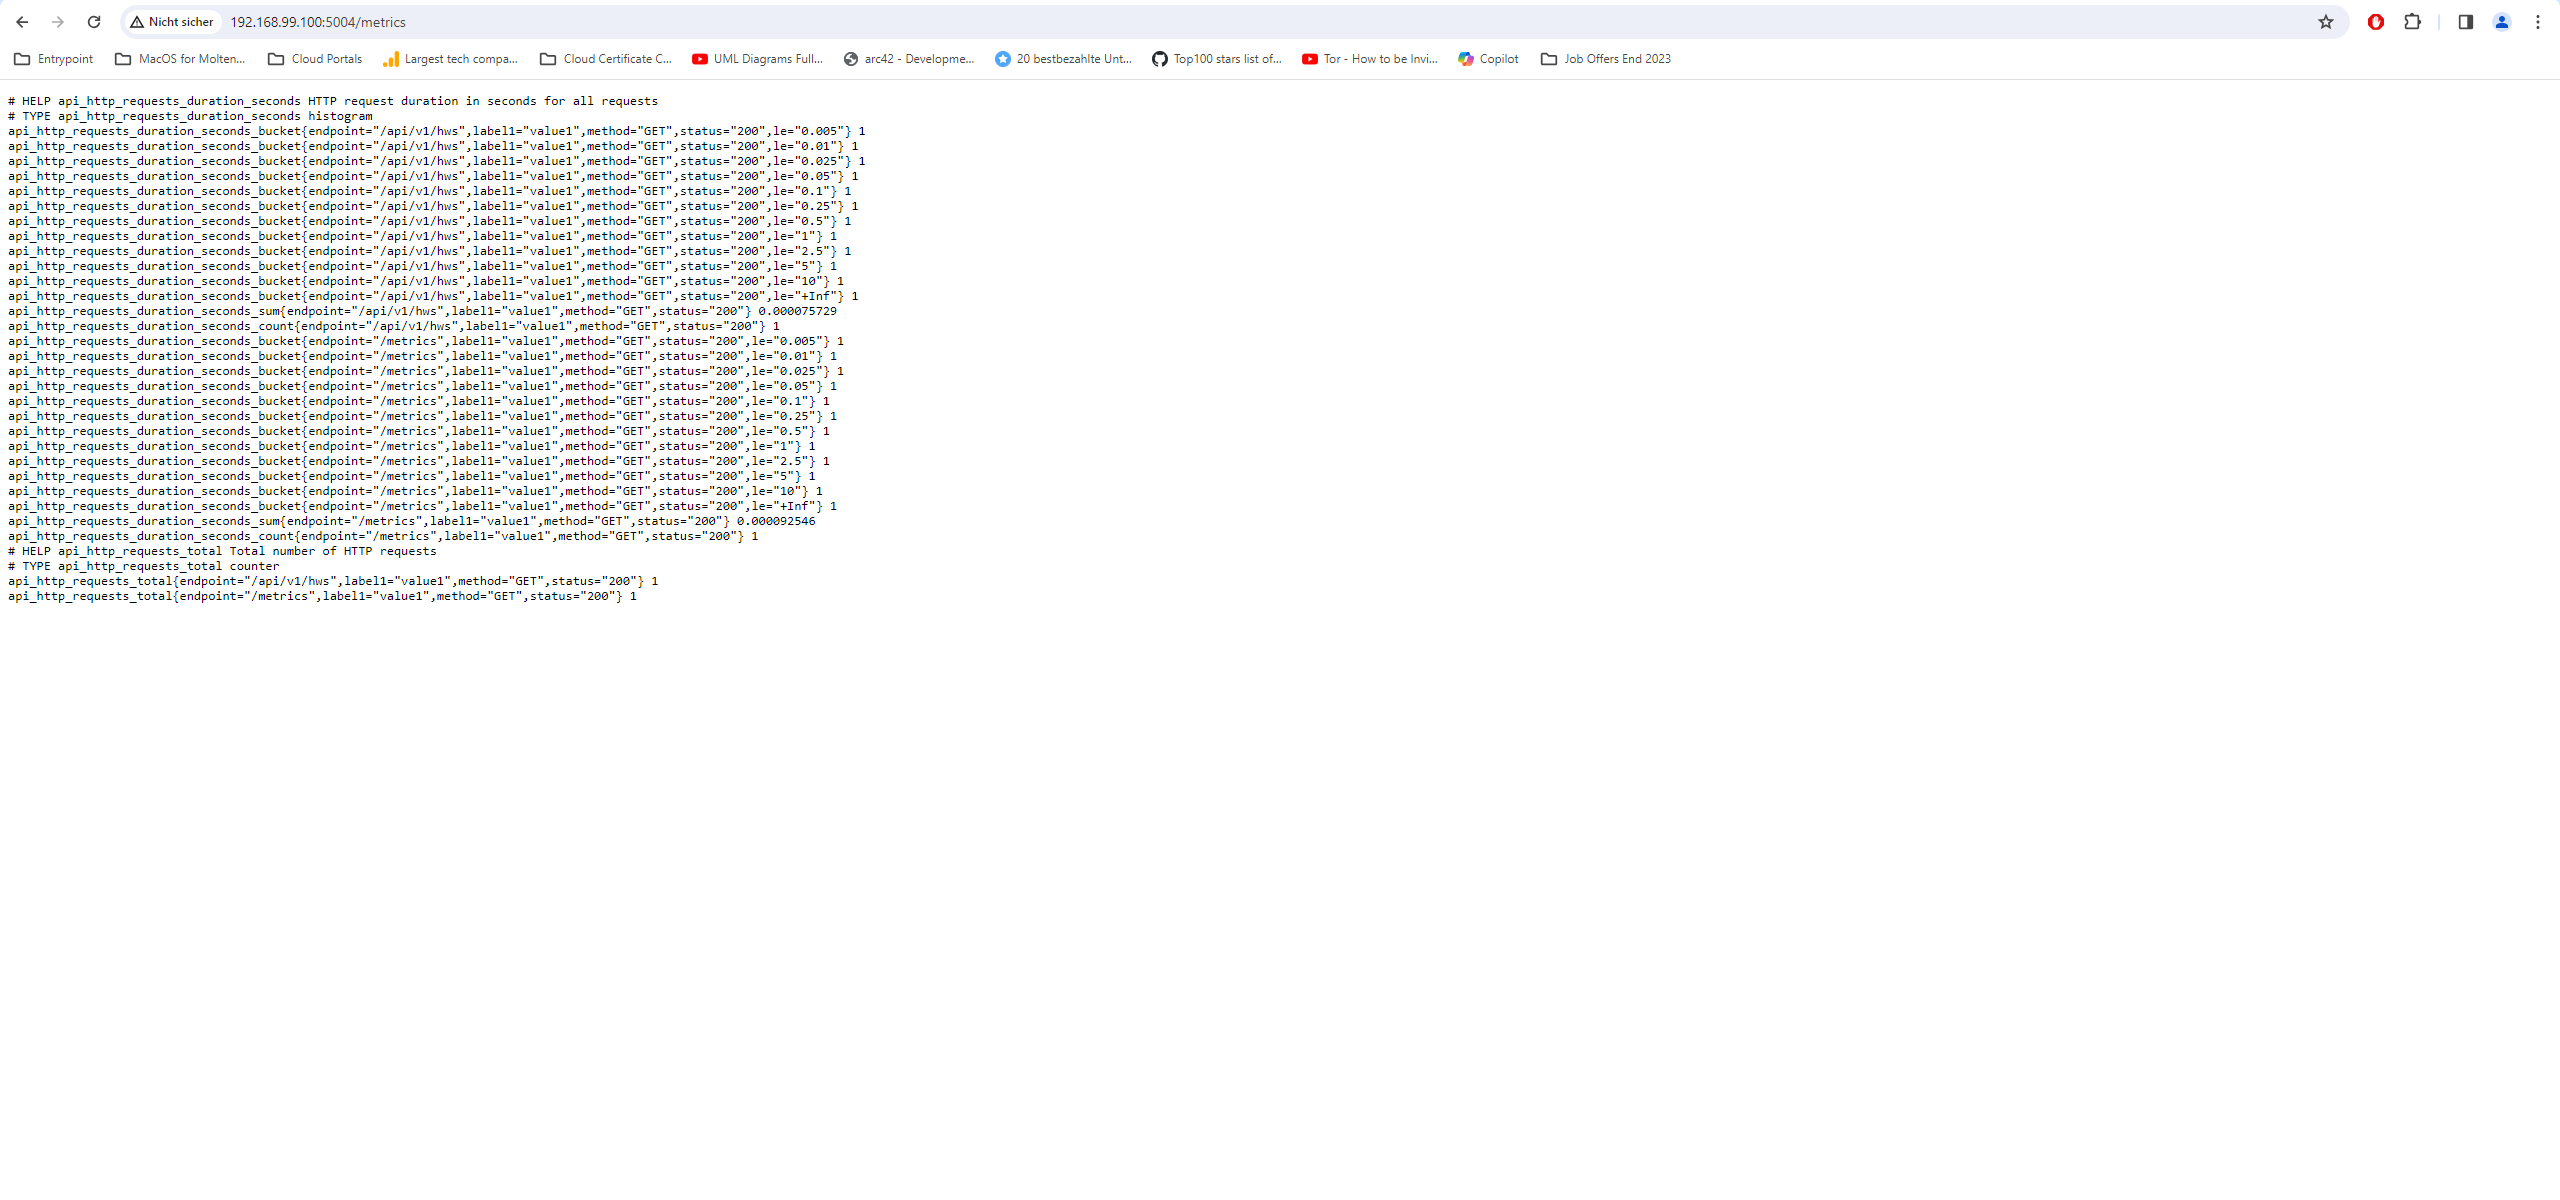 Nicht sicher 192.168.99.100:5004/metrics
Entrypoint MacOS for Molten... Cloud Portals Largest tech compa... Cloud Certificate C... UML Diagrams Full... arc42 - Developme... 20 bestbezahlte Unt... Top100 stars list of... Tor - How to be Invi... Copilot Job Offers End 2023
# HELP api_http_requests_duration_seconds HTTP request duration in seconds for all requests
# TYPE api_http_requests_duration_seconds histogram
api_http_requests_duration_seconds_bucket{endpoint="/api/v1/hws",label1="value1",method="GET",status="200",le="0.005"} 1
api_http_requests_duration_seconds_bucket{endpoint="/api/v1/hws",label1="value1",method="GET",status="200",le="0.01"} 1
api_http_requests_duration_seconds_bucket{endpoint="/api/v1/hws",label1="value1",method="GET",status="200",le="0.025"} 1
api_http_requests_duration_seconds_bucket{endpoint="/api/v1/hws",label1="value1",method="GET",status="200",le="0.05"} 1
api_http_requests_duration_seconds_bucket{endpoint="/api/v1/hws",label1="value1",method="GET",status="200",le="0.1"} 1
api_http_requests_duration_seconds_bucket{endpoint="/api/v1/hws",label1="value1",method="GET",status="200",le="0.25"} 1
api_http_requests_duration_seconds_bucket{endpoint="/api/v1/hws",label1="value1",method="GET",status="200",le="0.5"} 1
api_http_requests_duration_seconds_bucket{endpoint="/api/v1/hws",label1="value1",method="GET",status="200",le="1"} 1
api_http_requests_duration_seconds_bucket{endpoint="/api/v1/hws",label1="value1",method="GET",status="200",le="2.5"} 1
api_http_requests_duration_seconds_bucket{endpoint="/api/v1/hws",label1="value1",method="GET",status="200",le="5"} 1
api_http_requests_duration_seconds_bucket{endpoint="/api/v1/hws",label1="value1",method="GET",status="200",le="10"} 1
api_http_requests_duration_seconds_bucket{endpoint="/api/v1/hws",label1="value1",method="GET",status="200",le="+Inf"} 1
api_http_requests_duration_seconds_sum{endpoint="/api/v1/hws",label1="value1",method="GET",status="200"} 0.000075729
api_http_requests_duration_seconds_count{endpoint="/api/v1/hws",label1="value1",method="GET",status="200"} 1
api_http_requests_duration_seconds_bucket{endpoint="/metrics",label1="value1",method="GET",status="200",le="0.005"} 1
api_http_requests_duration_seconds_bucket{endpoint="/metrics",label1="value1",method="GET",status="200",le="0.01"} 1
api_http_requests_duration_seconds_bucket{endpoint="/metrics",label1="value1",method="GET",status="200",le="0.025"} 1
api_http_requests_duration_seconds_bucket{endpoint="/metrics",label1="value1",method="GET",status="200",le="0.05"} 1
api_http_requests_duration_seconds_bucket{endpoint="/metrics",label1="value1",method="GET",status="200",le="0.1"} 1
api_http_requests_duration_seconds_bucket{endpoint="/metrics",label1="value1",method="GET",status="200",le="0.25"} 1
api_http_requests_duration_seconds_bucket{endpoint="/metrics",label1="value1",method="GET",status="200",le="0.5"} 1
api_http_requests_duration_seconds_bucket{endpoint="/metrics",label1="value1",method="GET",status="200",le="1"} 1
api_http_requests_duration_seconds_bucket{endpoint="/metrics",label1="value1",method="GET",status="200",le="2.5"} 1
api_http_requests_duration_seconds_bucket{endpoint="/metrics",label1="value1",method="GET",status="200",le="5"} 1
api_http_requests_duration_seconds_bucket{endpoint="/metrics",label1="value1",method="GET",status="200",le="10"} 1
api_http_requests_duration_seconds_bucket{endpoint="/metrics",label1="value1",method="GET",status="200",le="+Inf"} 1
api_http_requests_duration_seconds_sum{endpoint="/metrics",label1="value1",method="GET",status="200"} 0.000092546
api_http_requests_duration_seconds_count{endpoint="/metrics",label1="value1",method="GET",status="200"} 1
# HELP api_http_requests_total Total number of HTTP requests
# TYPE api_http_requests_total counter
api_http_requests_total{endpoint="/api/v1/hws",label1="value1",method="GET",status="200"} 1
api_http_requests_total{endpoint="/metrics",label1="value1",method="GET",status="200"} 1